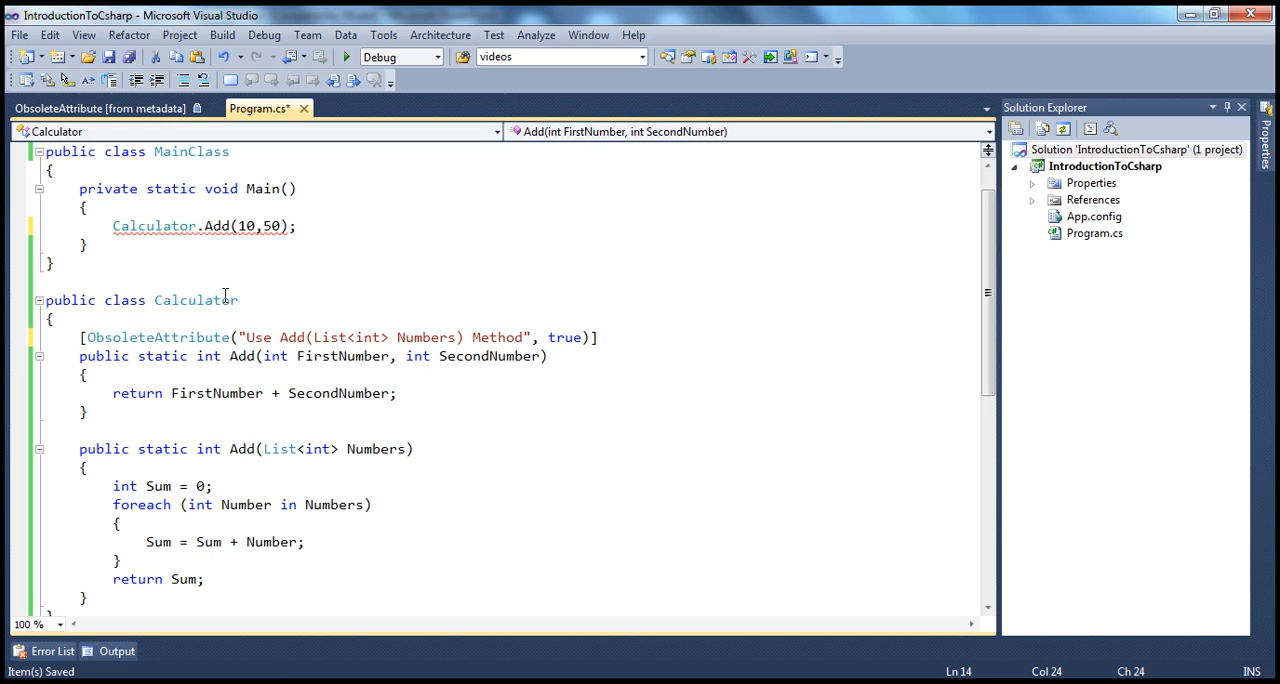 IntroductionToCsharp - Microsoft Visual Studio
File Edit View Refactor Project Build Debug Team Data Tools Architecture Test Analyze Window Help
Debug videos
ObsoleteAttribute [from metadata] Program.cs*
Calculator Add(int FirstNumber, int SecondNumber)
public class MainClass
{
private static void Main()
{
Calculator.Add(10,50);
}
}
public class Calculator
{
[ObsoleteAttribute("Use Add(List<int> Numbers) Method", true)]
public static int Add(int FirstNumber, int SecondNumber)
{
return FirstNumber + SecondNumber;
}
public static int Add(List<int> Numbers)
{
int Sum = 0;
foreach (int Number in Numbers)
{
Sum = Sum + Number;
}
return Sum;
}
100 %
Solution Explorer
Solution 'IntroductionToCsharp' (1 project)
IntroductionToCsharp
Properties
References
App.config
Program.cs
Properties
Error List Output
Item(s) Saved Ln 14 Col 24 Ch 24 INS